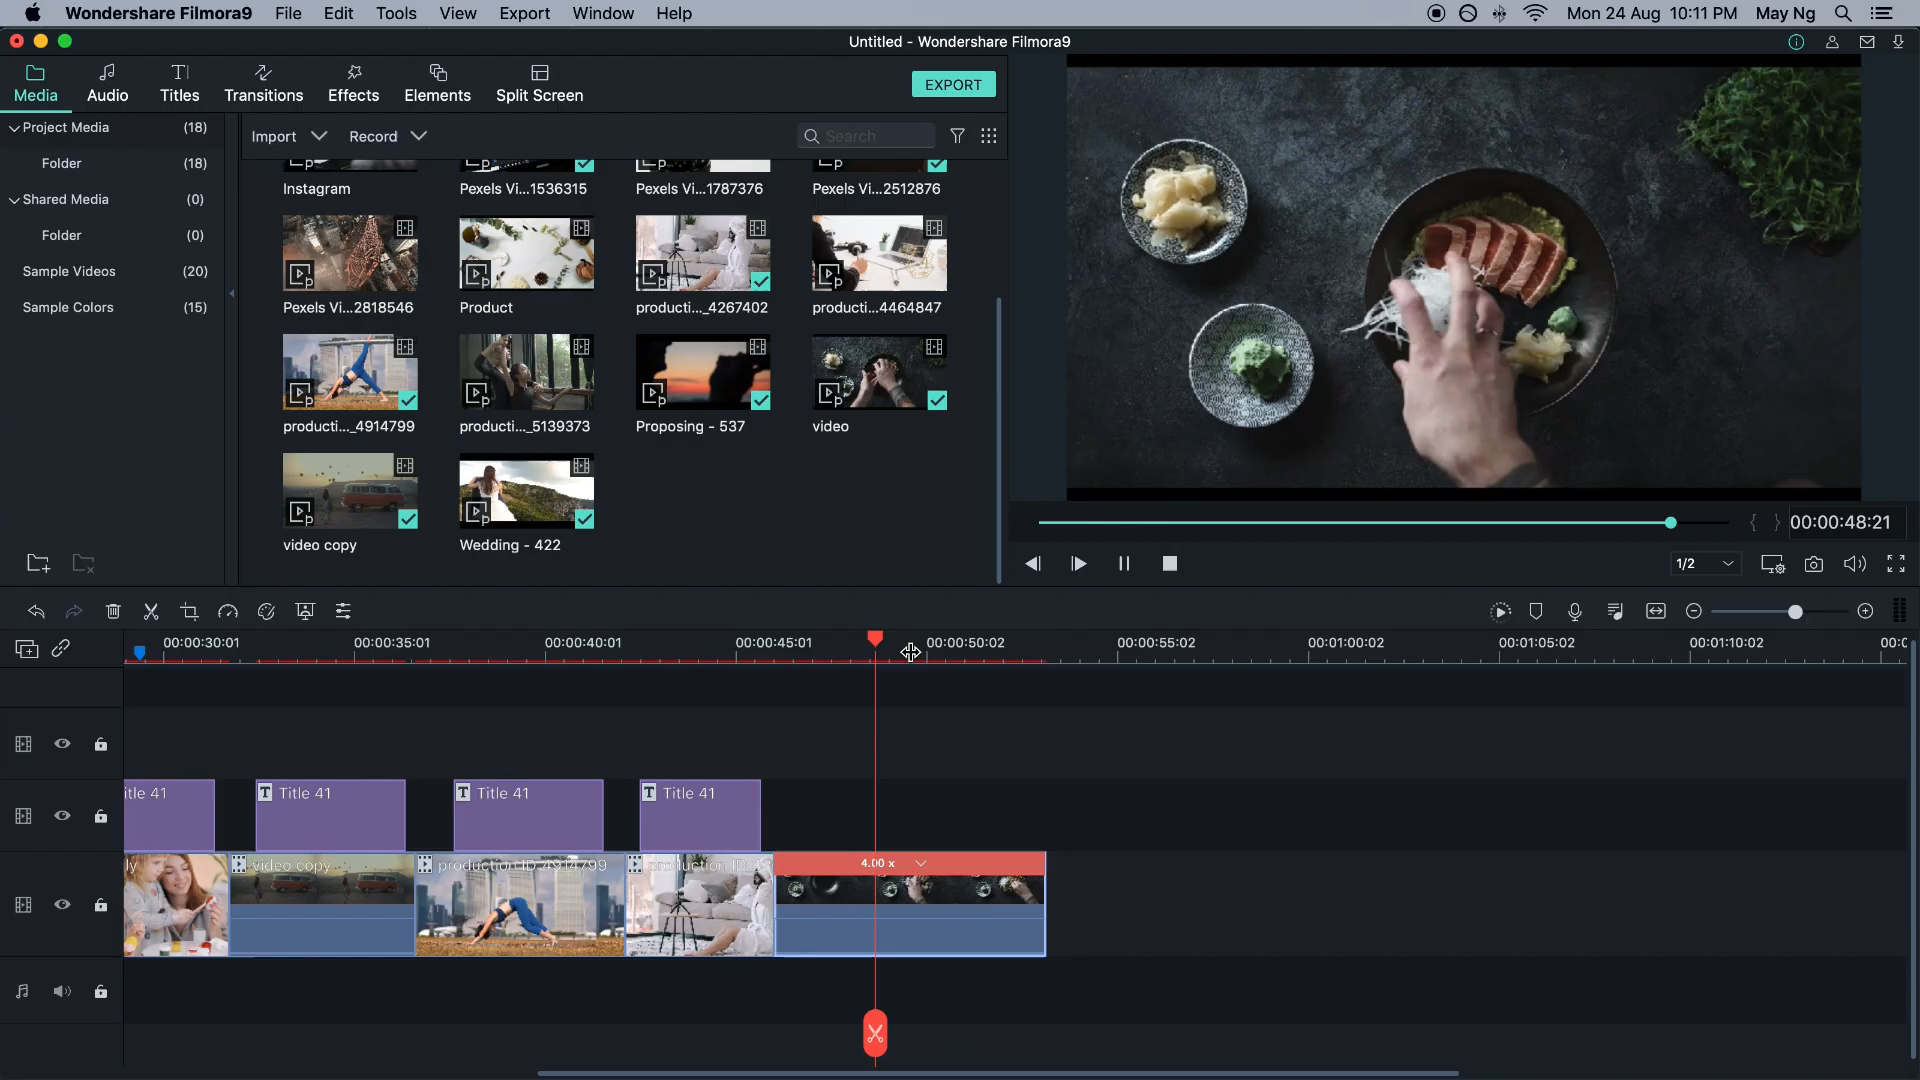 Wondershare Filmora9 File Edit Tools View Export Window Help
Mon 24 Aug 10:11 PM May Ng
Untitled - Wondershare Filmora9
Media Audio Titles Transitions Effects Elements Split Screen
EXPORT
Project Media (18)
Folder (18)
Shared Media (0)
Folder (0)
Sample Videos (20)
Sample Colors (15)
Import Record Search
Instagram Pexels Vi...1536315 Pexels Vi...1787376 Pexels Vi...2512876
Pexels Vi...2818546 Product producti..._4267402 producti...4464847
producti..._4914799 producti..._5139373 Proposing - 537 video
video copy Wedding - 422
{ } 00:00:48:21
1/2
00:00:30:01 00:00:35:01 00:00:40:01 00:00:45:01 00:00:50:02 00:00:55:02 00:01:00:02 00:01:05:02 00:01:10:02 00:0
itle 41 T Title 41 T Title 41 T Title 41
ly video copy production ID_4914799
4.00 x